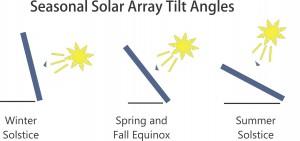 Seasonal Solar Array Tilt Angles
Winter
Solstice
Spring and
Fall Equinox
Summer
Solstice